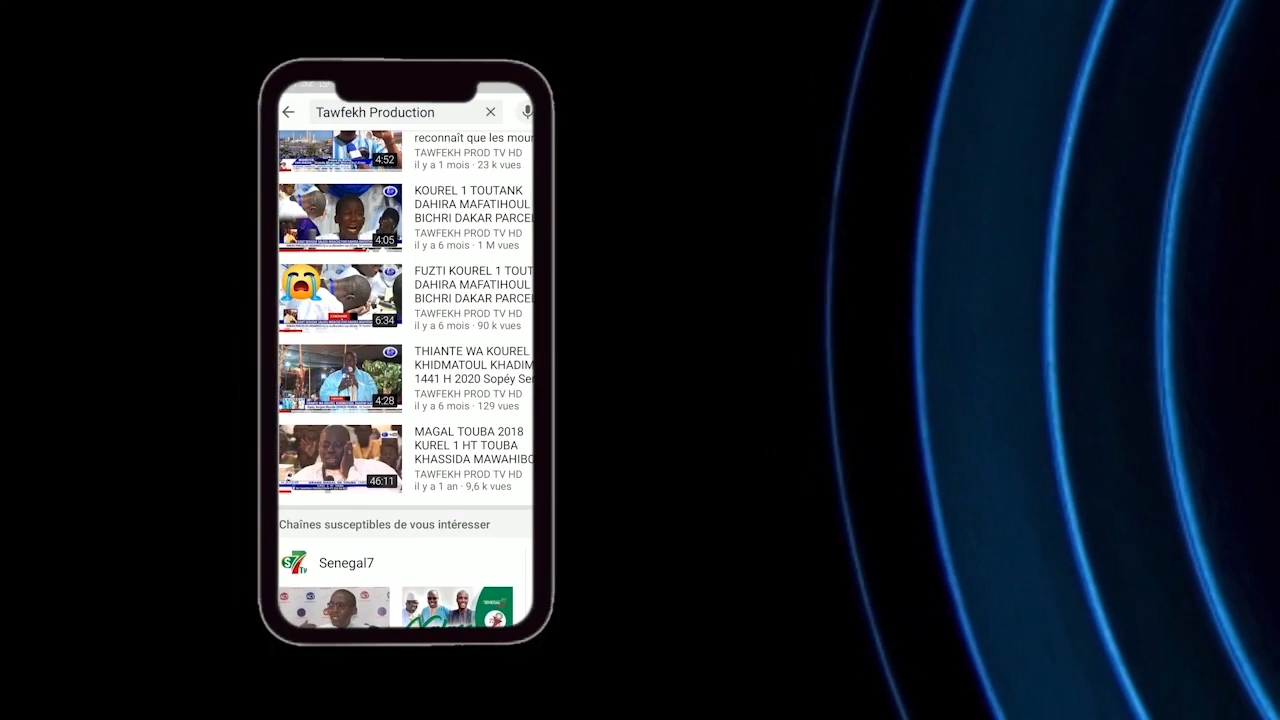 Tawfekh Production
reconnaît que les mour
TAWFEKH PROD TV HD
il y a 1 mois · 23 k vues
4:52
KOUREL 1 TOUTANK
DAHIRA MAFATIHOUL
BICHRI DAKAR PARCEL
TAWFEKH PROD TV HD
il y a 6 mois · 1 M vues
4:05
FUZTI KOUREL 1 TOUT
DAHIRA MAFATIHOUL
BICHRI DAKAR PARCEL
TAWFEKH PROD TV HD
il y a 6 mois · 90 k vues
6:34
THIANTE WA KOUREL
KHIDMATOUL KHADIM
1441 H 2020 Sopéy Ser
TAWFEKH PROD TV HD
il y a 6 mois · 129 vues
4:28
MAGAL TOUBA 2018
KUREL 1 HT TOUBA
KHASSIDA MAWAHIBO
TAWFEKH PROD TV HD
il y a 1 an · 9,6 k vues
46:11
Chaînes susceptibles de vous intéresser
S7 Tv
Senegal7